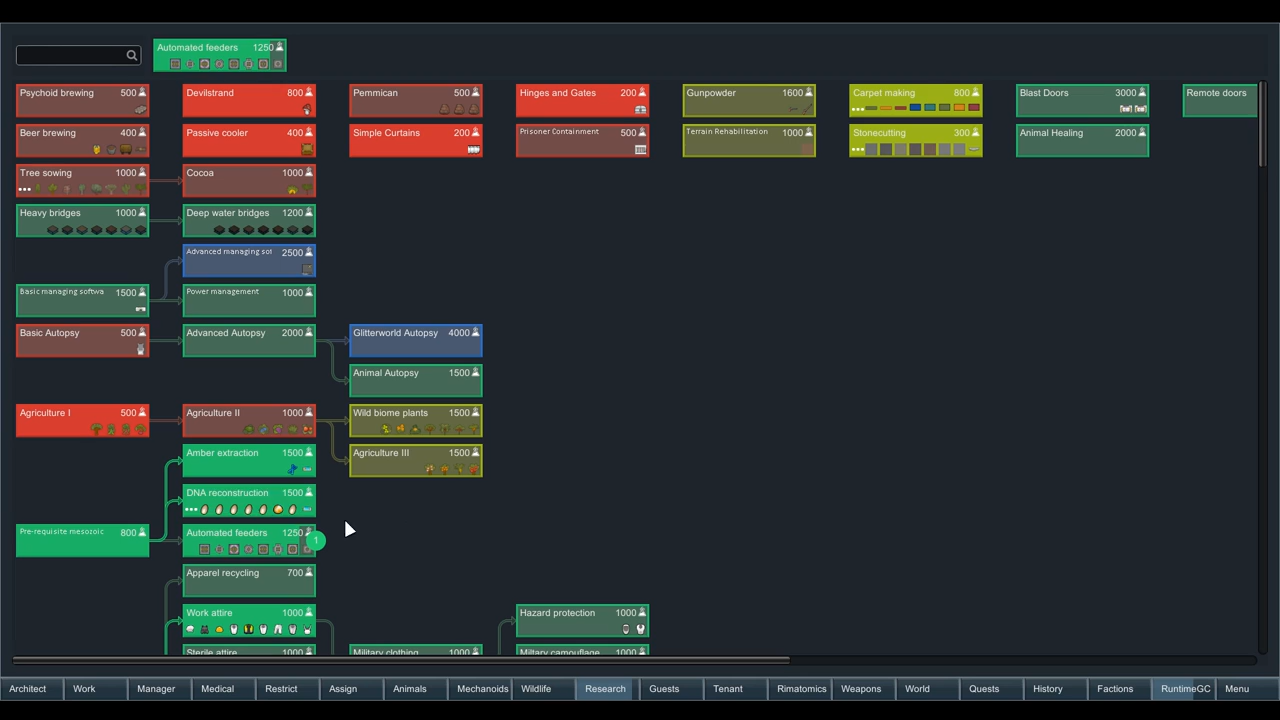 Automated feeders 1250
Psychoid brewing 500 Devilstrand 800 Pemmican 500 Hinges and Gates 200 Gunpowder 1600 Carpet making 800 Blast Doors 3000 Remote doors
Beer brewing 400 Passive cooler 400 Simple Curtains 200 Prisoner Containment 500 Terrain Rehabilitation 1000 Stonecutting 300 Animal Healing 2000
Tree sowing 1000 Cocoa 1000
Heavy bridges 1000 Deep water bridges 1200
Advanced managing sof 2500
Basic managing softwa 1500 Power management 1000
Basic Autopsy 500 Advanced Autopsy 2000 Glitterworld Autopsy 4000
Animal Autopsy 1500
Agriculture I 500 Agriculture II 1000 Wild biome plants 1500
Amber extraction 1500 Agriculture III 1500
DNA reconstruction 1500
Pre-requisite mesozoic 800 Automated feeders 1250 1
Apparel recycling 700
Work attire 1000 Hazard protection 1000
Sterile attire 1000 Military clothing 1000 Miltary camouflage 1000
Architect Work Manager Medical Restrict Assign Animals Mechanoids Wildlife Research Guests Tenant Rimatomics Weapons World Quests History Factions RuntimeGC Menu